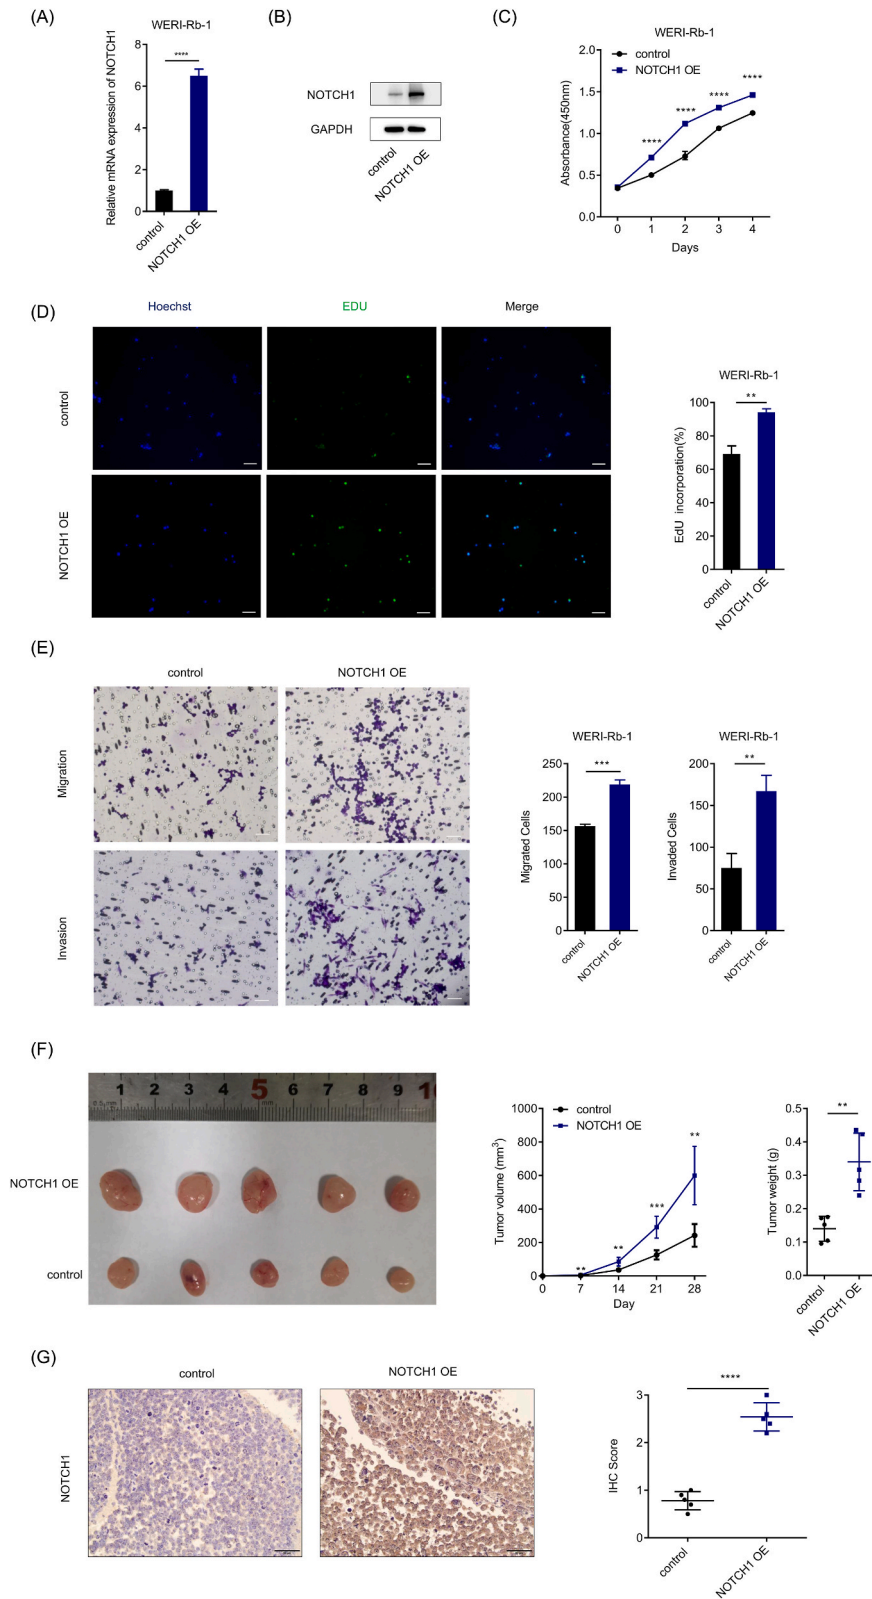 (A)
WERI-Rb-1
Relative mRNA expression of NOTCH1
8
6
4
2
0
****
control
NOTCH1 OE
(B)
NOTCH1
GAPDH
control
NOTCH1 OE
(C)
WERI-Rb-1
control
NOTCH1 OE
Absorbance(450nm)
2.0
1.5
1.0
0.5
0.0
****
****
****
****
0 1 2 3 4
Days
(D)
Hoechst EDU Merge
control
NOTCH1 OE
WERI-Rb-1
EdU incorporation(%)
100
80
60
40
20
0
**
control
NOTCH1 OE
(E)
control NOTCH1 OE
Migration
Invasion
WERI-Rb-1
Migrated Cells
250
200
150
100
50
0
***
control
NOTCH1 OE
WERI-Rb-1
Invaded Cells
200
150
100
50
0
**
control
NOTCH1 OE
(F)
1 2 3 4 5 6 7 8 9 10
0.5mm
mm
NOTCH1 OE
control
control
NOTCH1 OE
Tumor volume (mm3)
1000
800
600
400
200
0
**
**
***
**
0 7 14 21 28
Day
Tumor weight (g)
0.5
0.4
0.3
0.2
0.1
0.0
**
control
NOTCH1 OE
(G)
control NOTCH1 OE
NOTCH1
IHC Score
3
2
1
0
****
control
NOTCH1 OE